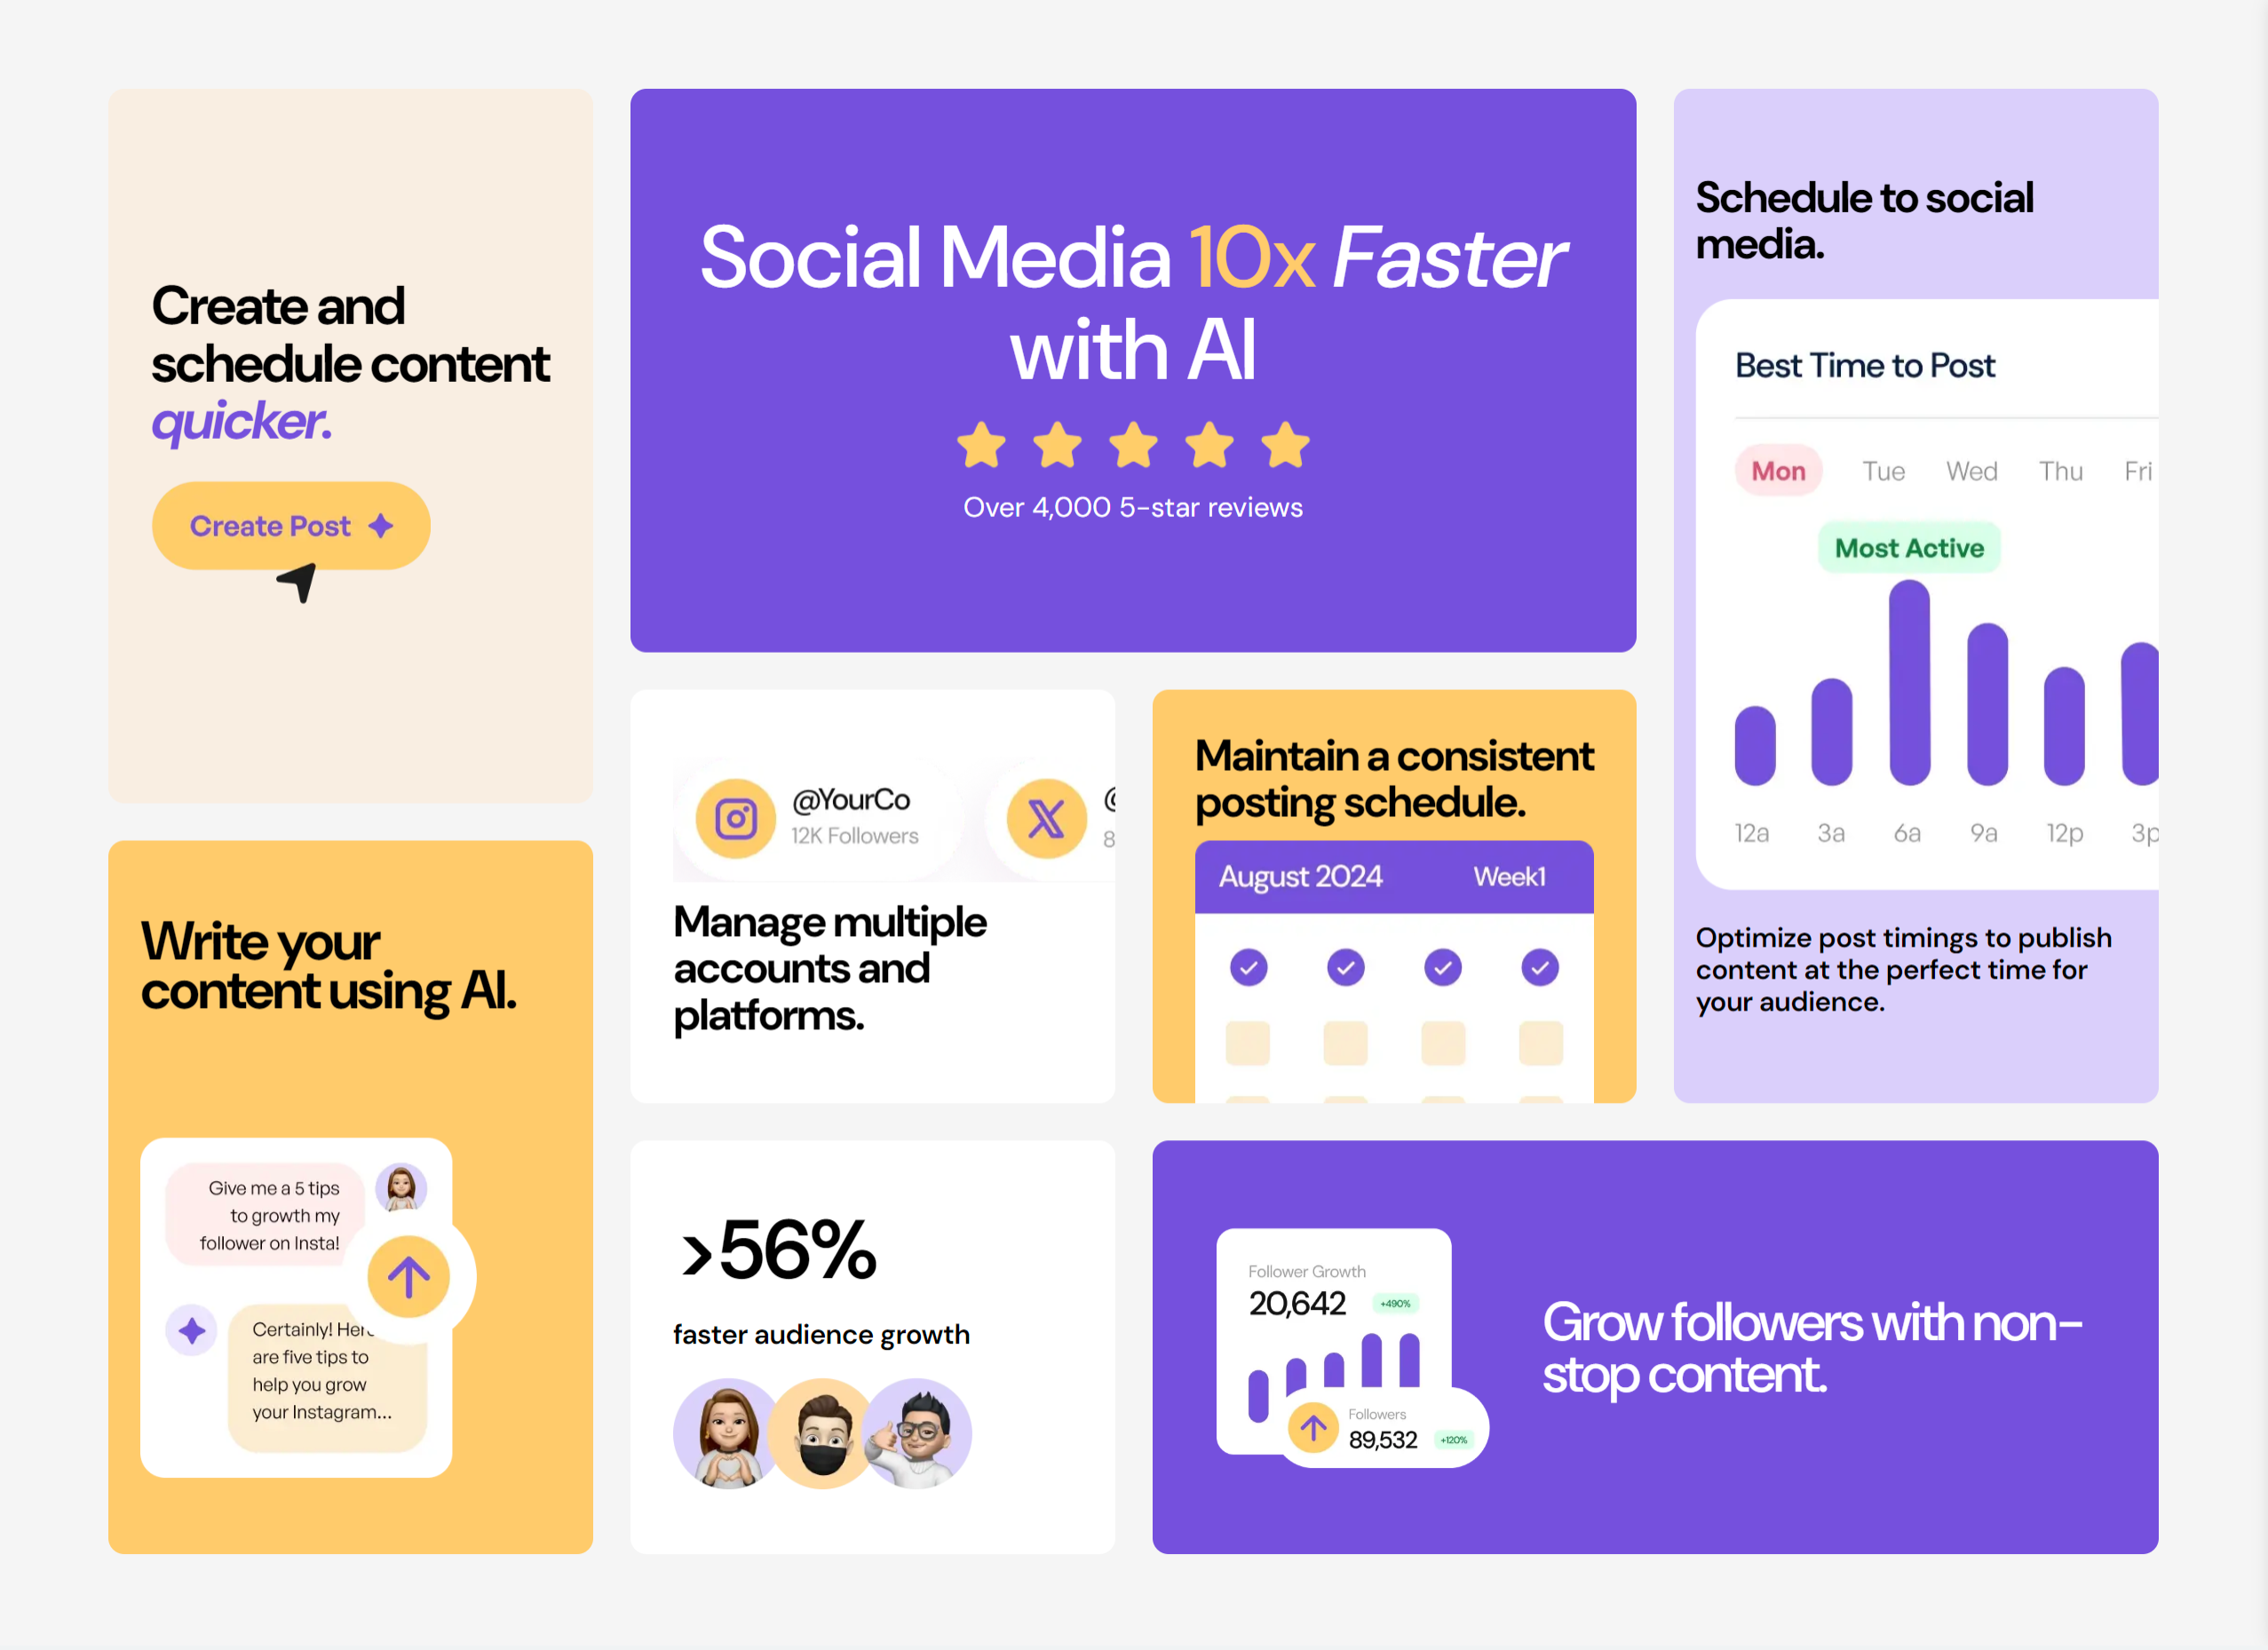 Create and
schedule content
quicker.
Create Post
Social Media 10x Faster
with AI
Over 4,000 5-star reviews
Schedule to social
media.
Best Time to Post
Mon Tue Wed Thu Fri
Most Active
12a 3a 6a 9a 12p 3p
Optimize post timings to publish
content at the perfect time for
your audience.
@YourCo
12K Followers
Manage multiple
accounts and
platforms.
Maintain a consistent
posting schedule.
August 2024 Week1
Write your
content using AI.
Give me a 5 tips
to growth my
follower on Insta!
Certainly! Here
are five tips to
help you grow
your Instagram...
>56%
faster audience growth
Follower Growth
20,642 +490%
Followers
89,532 +120%
Grow followers with non-
stop content.